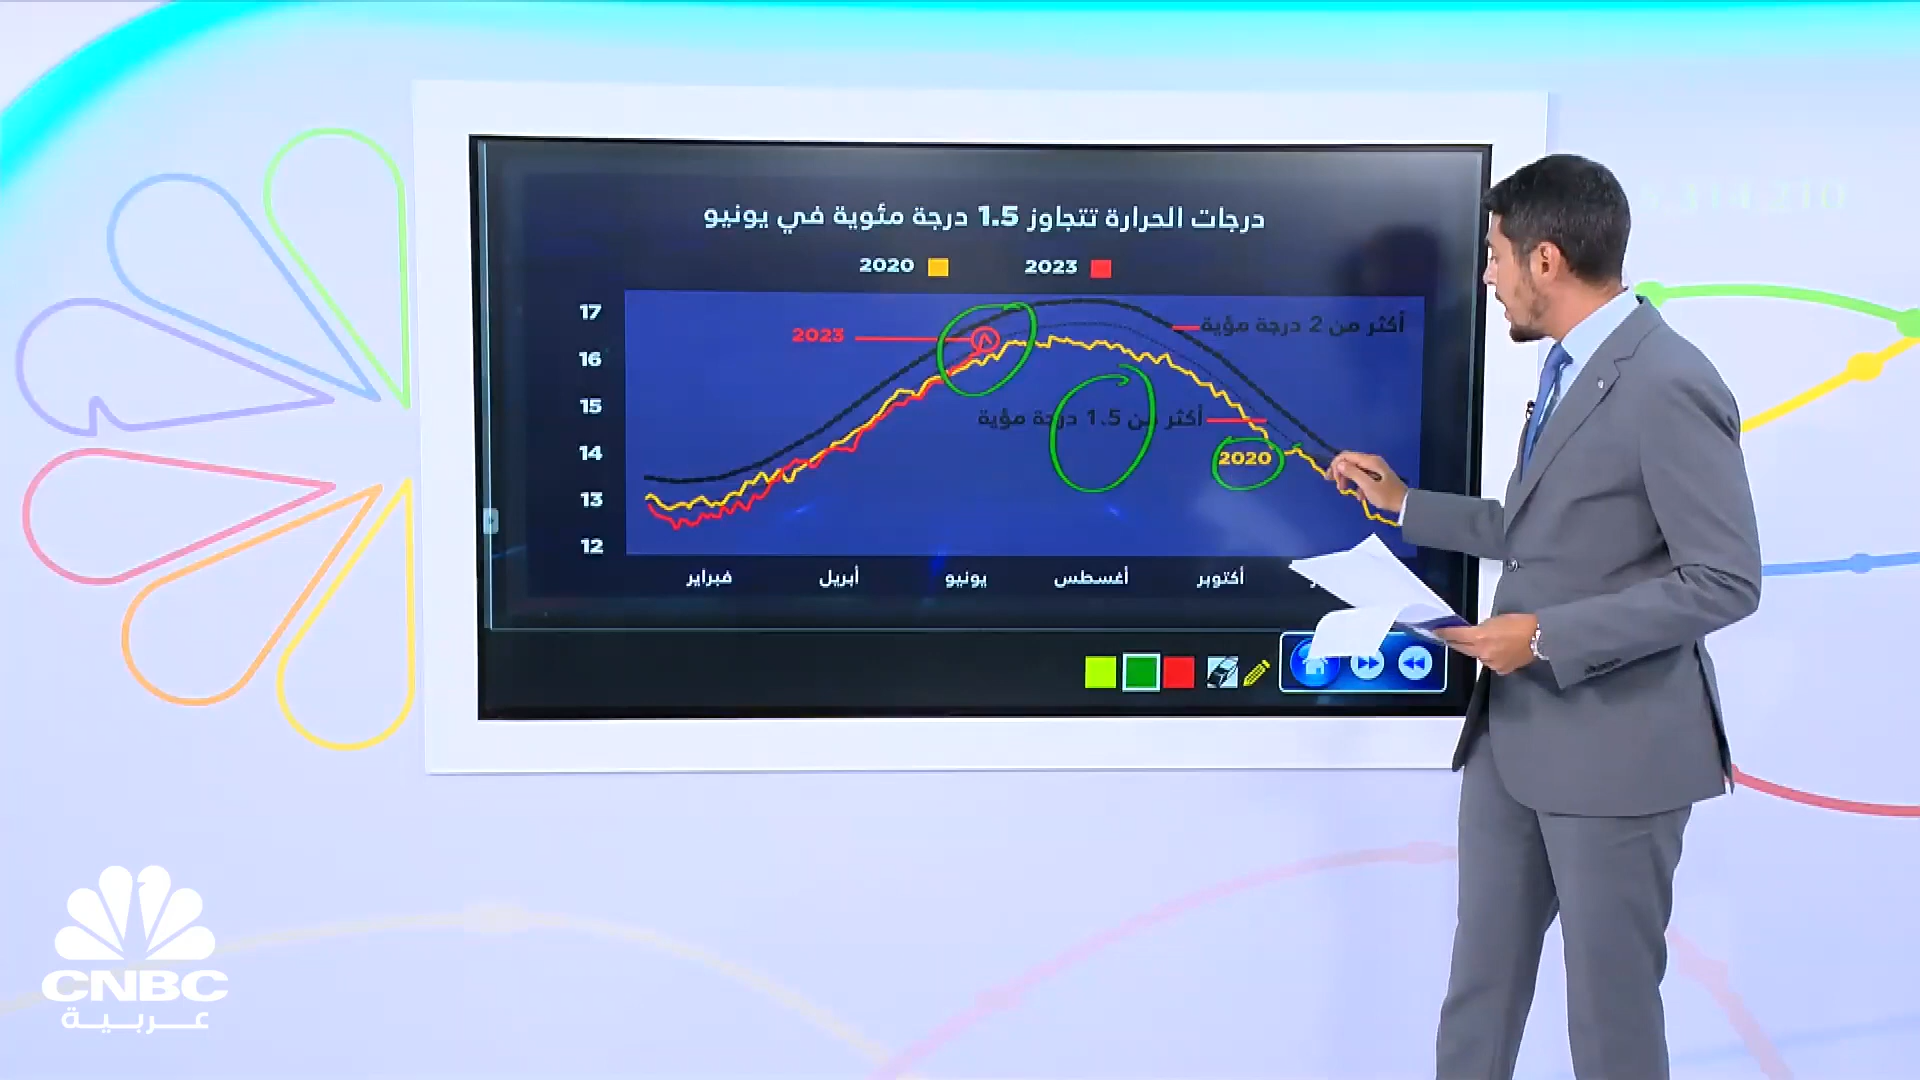 درجات الحرارة تتجاوز 1.5 درجة مئوية في يونيو
2023
2020
17
أكثر من 2 درجة مؤية
2023
16
15
أكثر من 1.5 درجة مؤية
14
2020
13
12
فبراير
أبريل
يونيو
أغسطس
أكتوبر
CNBC
عربية